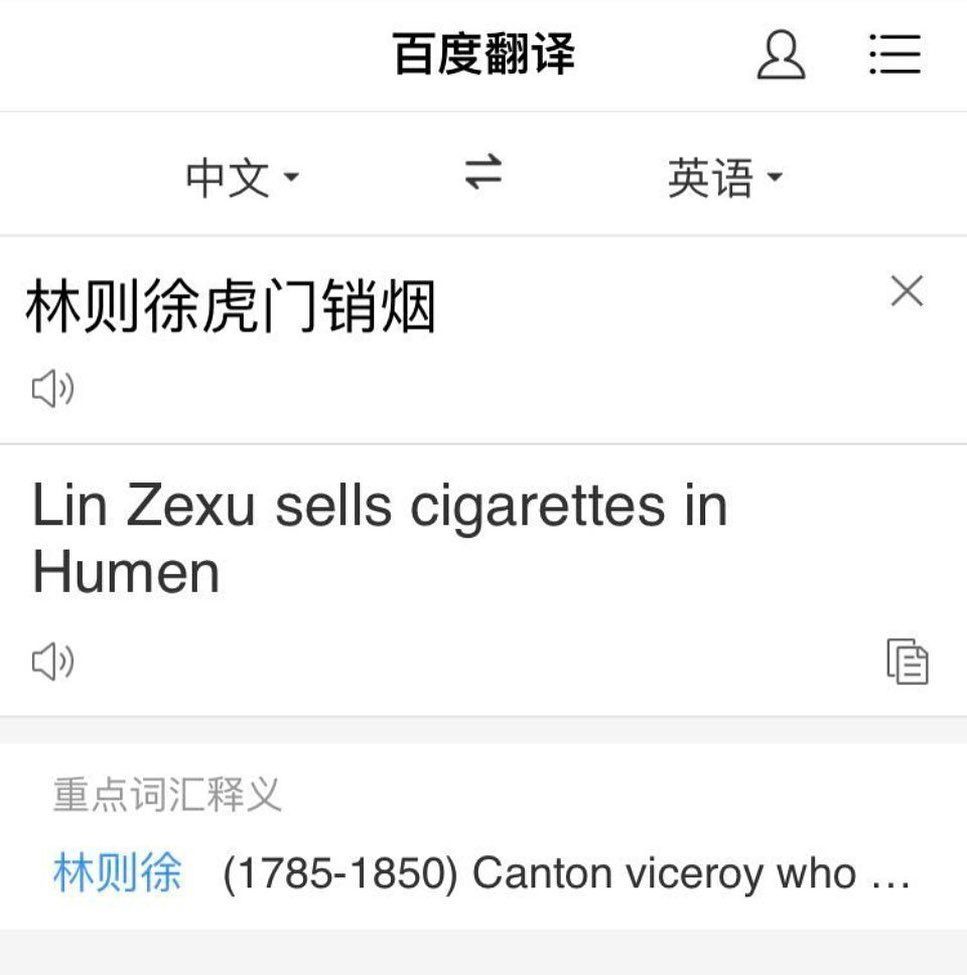 百度翻译
中文
英语
林则徐虎门销烟
Lin Zexu sells cigarettes in
Humen
重点词汇释义
林则徐 (1785-1850) Canton viceroy who ...